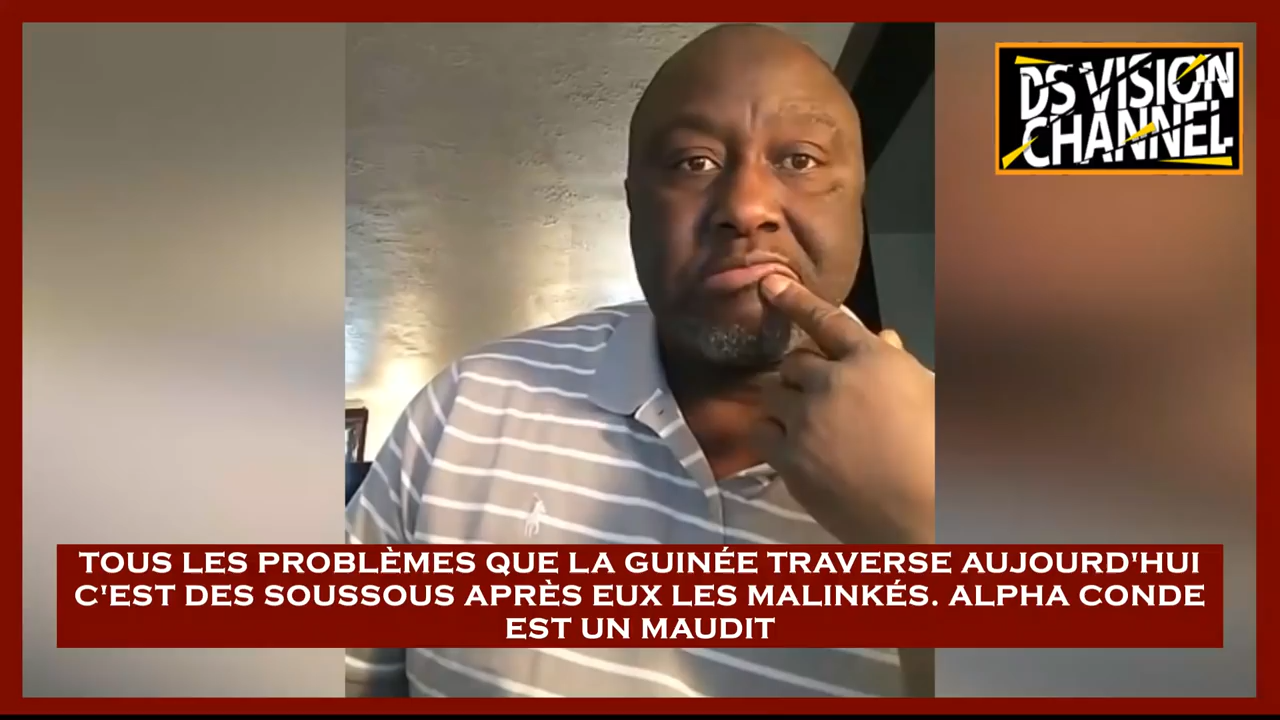 DS VISION
CHANNEL
TOUS LES PROBLÈMES QUE LA GUINÉE TRAVERSE AUJOURD'HUI
C'EST DES SOUSSOUS APRÈS EUX LES MALINKÉS. ALPHA CONDE
EST UN MAUDIT